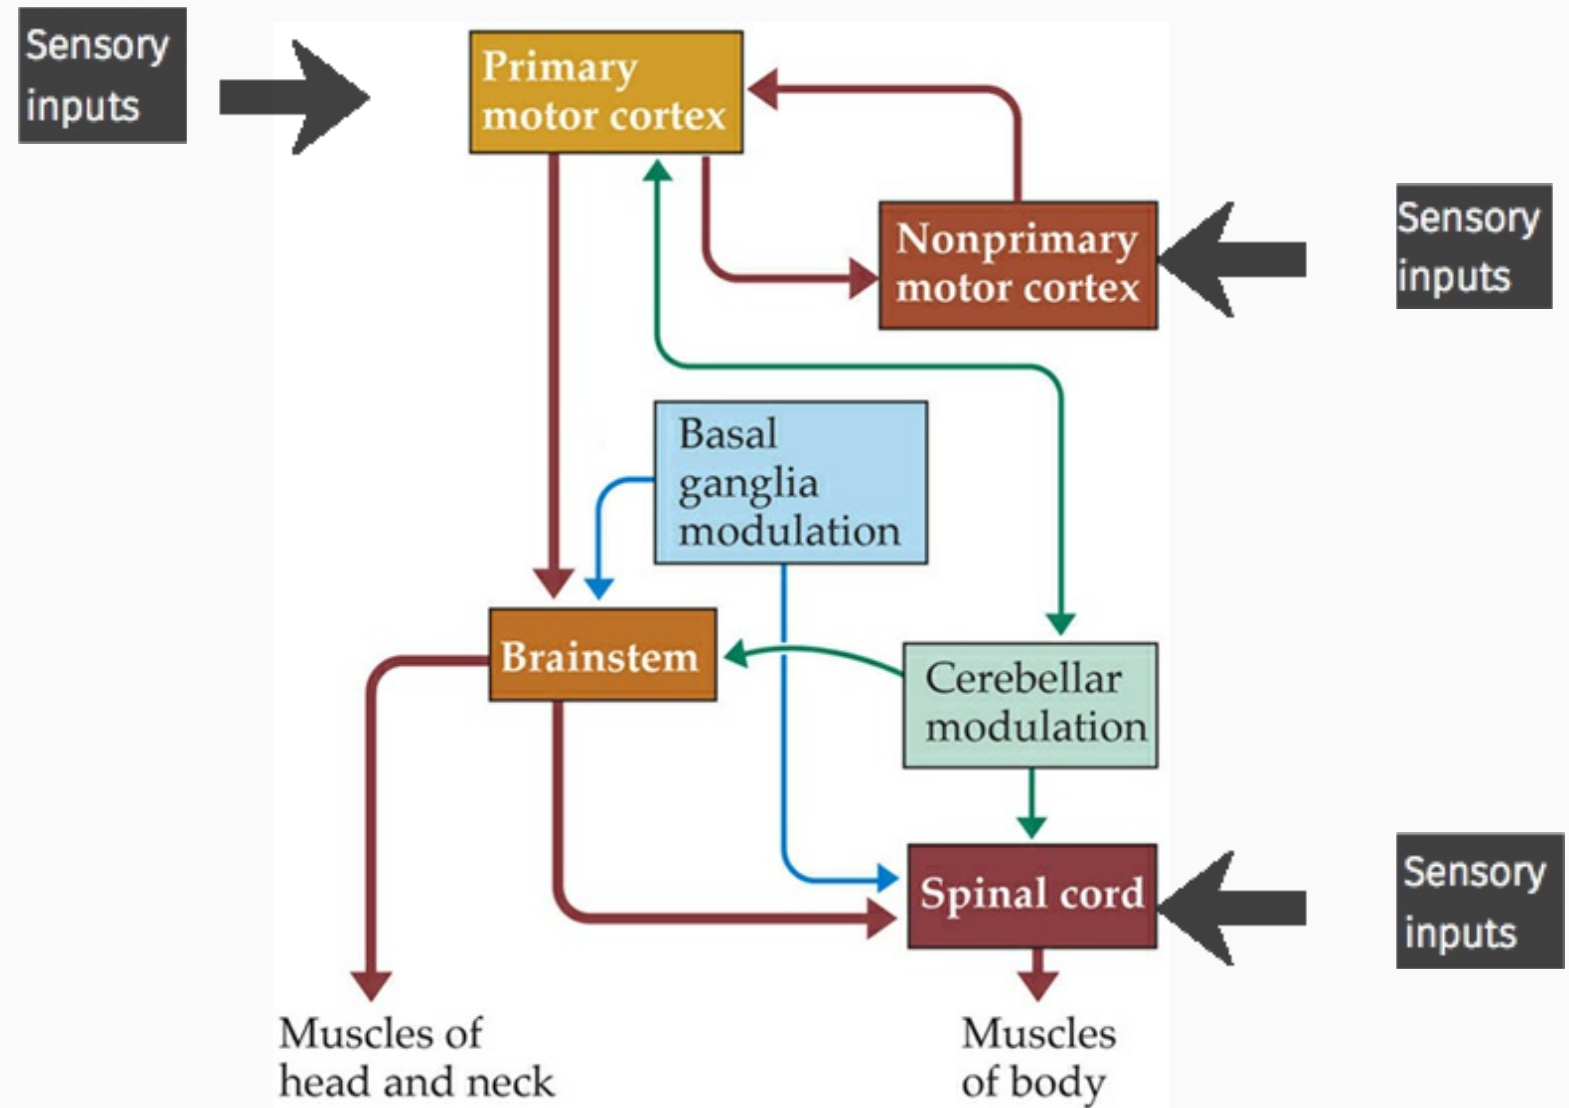 Sensory
inputs
Primary
motor cortex
Nonprimary
motor cortex
Sensory
inputs
Basal
ganglia
modulation
Brainstem
Cerebellar
modulation
Spinal cord
Sensory
inputs
Muscles of
head and neck
Muscles
of body